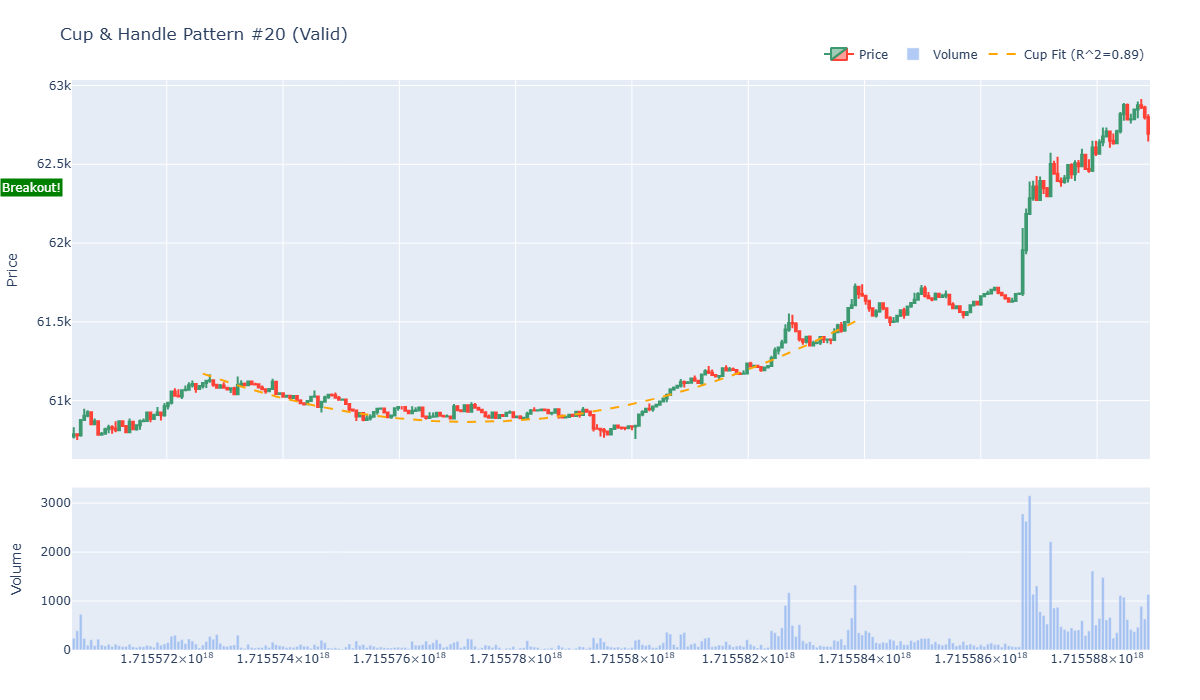 Cup & Handle Pattern #20 (Valid)
Price
Volume
Cup Fit (R^2=0.89)
63k
62.5k
Breakout!
62k
61.5k
61k
Price
3000
2000
1000
0
Volume
1.715572×10¹⁸
1.715574×10¹⁸
1.715576×10¹⁸
1.715578×10¹⁸
1.71558×10¹⁸
1.715582×10¹⁸
1.715584×10¹⁸
1.715586×10¹⁸
1.715588×10¹⁸